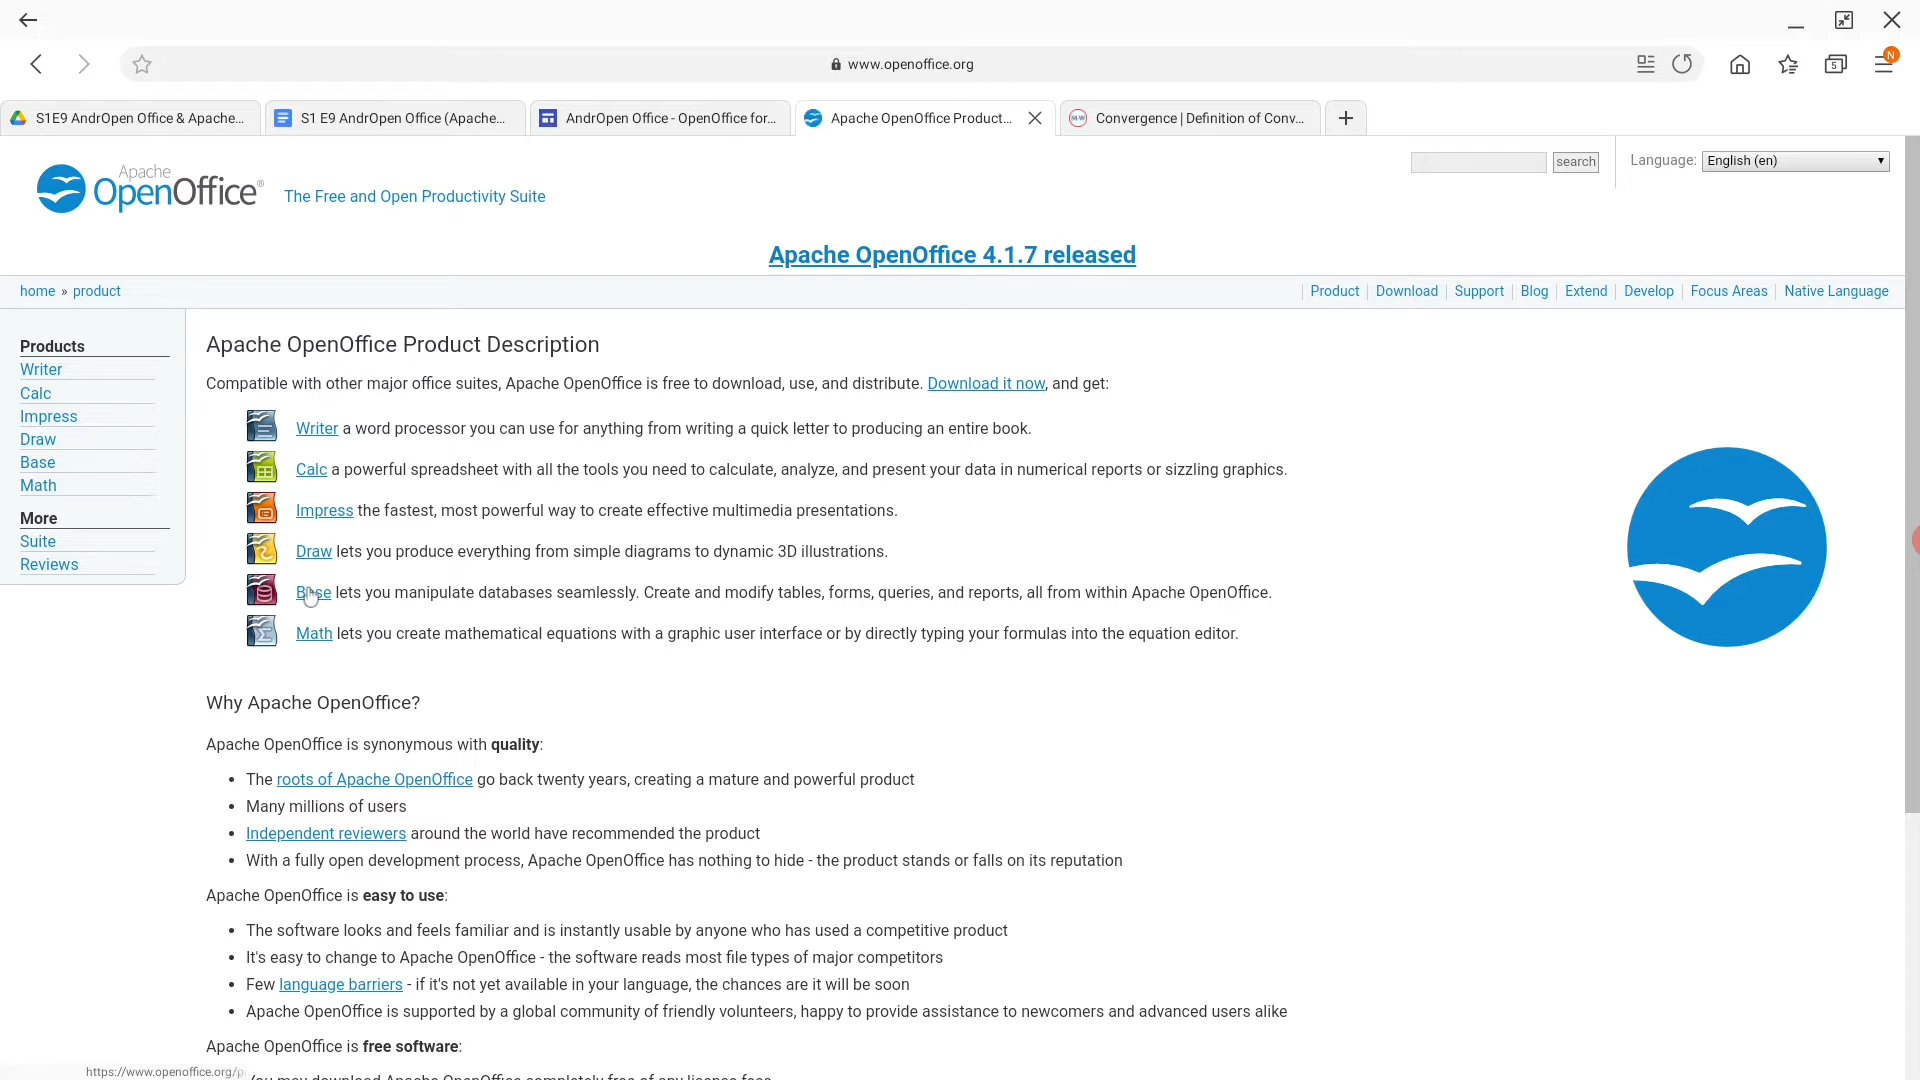 www.openoffice.org
5
N
S1E9 AndrOpen Office & Apache...
S1 E9 AndrOpen Office (Apache...
AndrOpen Office - OpenOffice for...
Apache OpenOffice Product...
M-W
Convergence | Definition of Conv...
Apache
OpenOffice®
The Free and Open Productivity Suite
search
Language: English (en)
Apache OpenOffice 4.1.7 released
home » product
Product Download Support Blog Extend Develop Focus Areas Native Language
Products
Writer
Calc
Impress
Draw
Base
Math
More
Suite
Reviews
Apache OpenOffice Product Description
Compatible with other major office suites, Apache OpenOffice is free to download, use, and distribute. Download it now, and get:
Writer a word processor you can use for anything from writing a quick letter to producing an entire book.
Calc a powerful spreadsheet with all the tools you need to calculate, analyze, and present your data in numerical reports or sizzling graphics.
Impress the fastest, most powerful way to create effective multimedia presentations.
Draw lets you produce everything from simple diagrams to dynamic 3D illustrations.
Base lets you manipulate databases seamlessly. Create and modify tables, forms, queries, and reports, all from within Apache OpenOffice.
Math lets you create mathematical equations with a graphic user interface or by directly typing your formulas into the equation editor.
Why Apache OpenOffice?
Apache OpenOffice is synonymous with quality:
• The roots of Apache OpenOffice go back twenty years, creating a mature and powerful product
• Many millions of users
• Independent reviewers around the world have recommended the product
• With a fully open development process, Apache OpenOffice has nothing to hide - the product stands or falls on its reputation
Apache OpenOffice is easy to use:
• The software looks and feels familiar and is instantly usable by anyone who has used a competitive product
• It's easy to change to Apache OpenOffice - the software reads most file types of major competitors
• Few language barriers - if it's not yet available in your language, the chances are it will be soon
• Apache OpenOffice is supported by a global community of friendly volunteers, happy to provide assistance to newcomers and advanced users alike
Apache OpenOffice is free software:
You may download Apache OpenOffice completely free of any license fees
https://www.openoffice.org/p